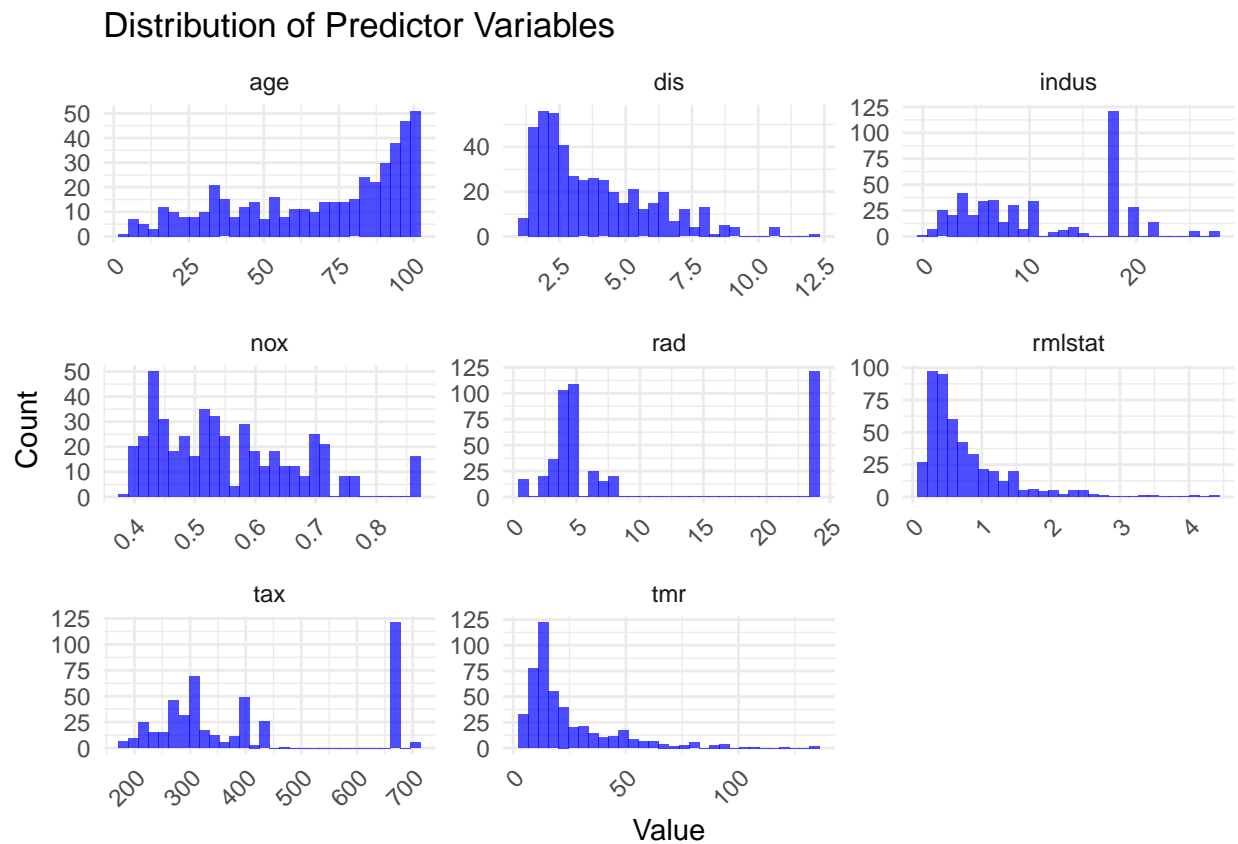 Distribution of Predictor Variables
age dis indus
50 40 30 20 10 0
0 25 50 75 100
40 20 0
2.5 5.0 7.5 10.0 12.5
125 100 75 50 25 0
0 10 20
nox rad rmlstat
50 40 30 20 10 0
0.4 0.5 0.6 0.7 0.8
125 100 75 50 25 0
0 5 10 15 20 25
100 75 50 25 0
0 1 2 3 4
Count
tax tmr
125 100 75 50 25 0
200 300 400 500 600 700
125 100 75 50 25 0
0 50 100
Value